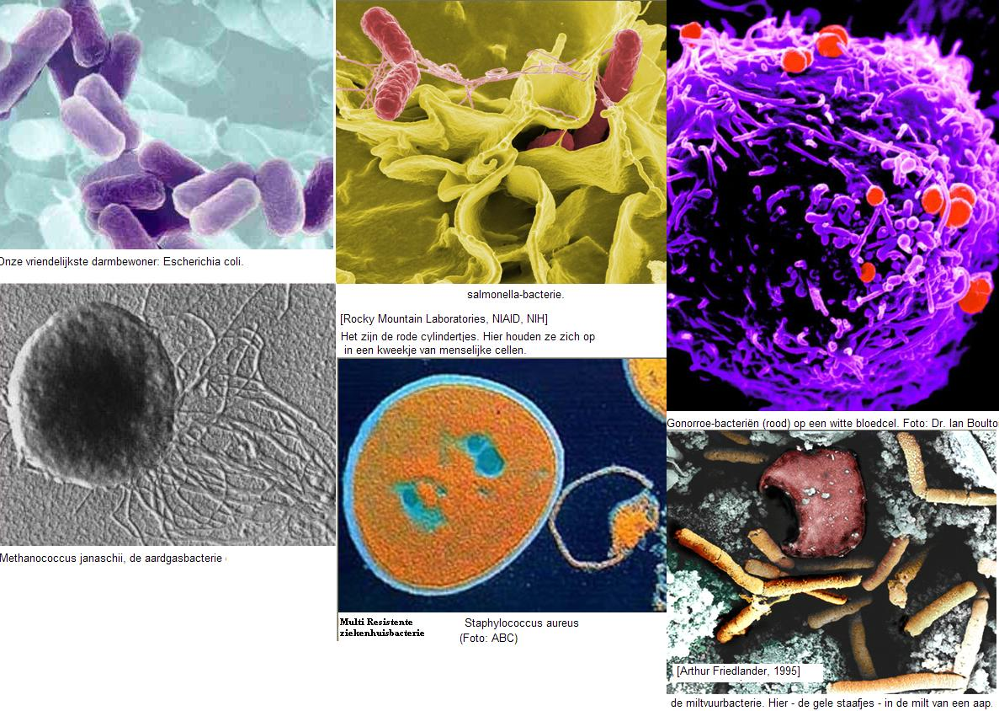 Onze vriendelijkste darmbewoner: Escherichia coli.
Methanococcus janaschii, de aardgasbacterie
salmonella-bacterie.
[Rocky Mountain Laboratories, NIAID, NIH]
Het zijn de rode cylindertjes. Hier houden ze zich op
in een kweekje van menselijke cellen.
Multi Resistente
ziekenhuisbacterie
Staphylococcus aureus
(Foto: ABC)
Gonorroe-bacteriën (rood) op een witte bloedcel. Foto: Dr. Ian Boulto
[Arthur Friedlander, 1995]
de miltvuurbacterie. Hier - de gele staafjes - in de milt van een aap.